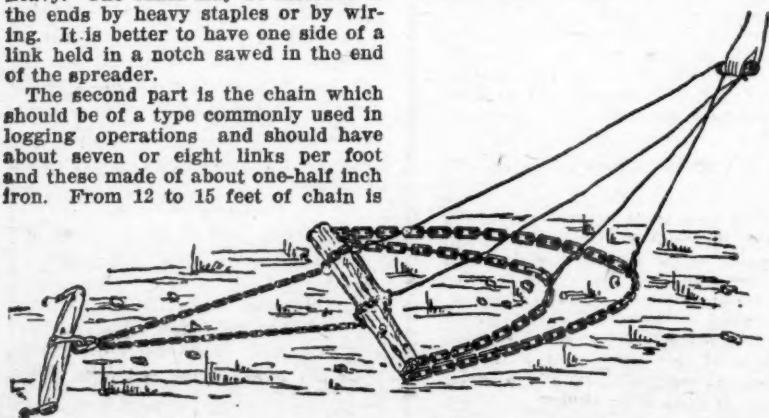 the ends by heavy staples or by wir-
ing. It is better to have one side of a
link held in a notch sawed in the end
of the spreader.
The second part is the chain which
should be of a type commonly used in
logging operations and should have
about seven or eight links per foot
and these made of about one-half inch
iron. From 12 to 15 feet of chain is